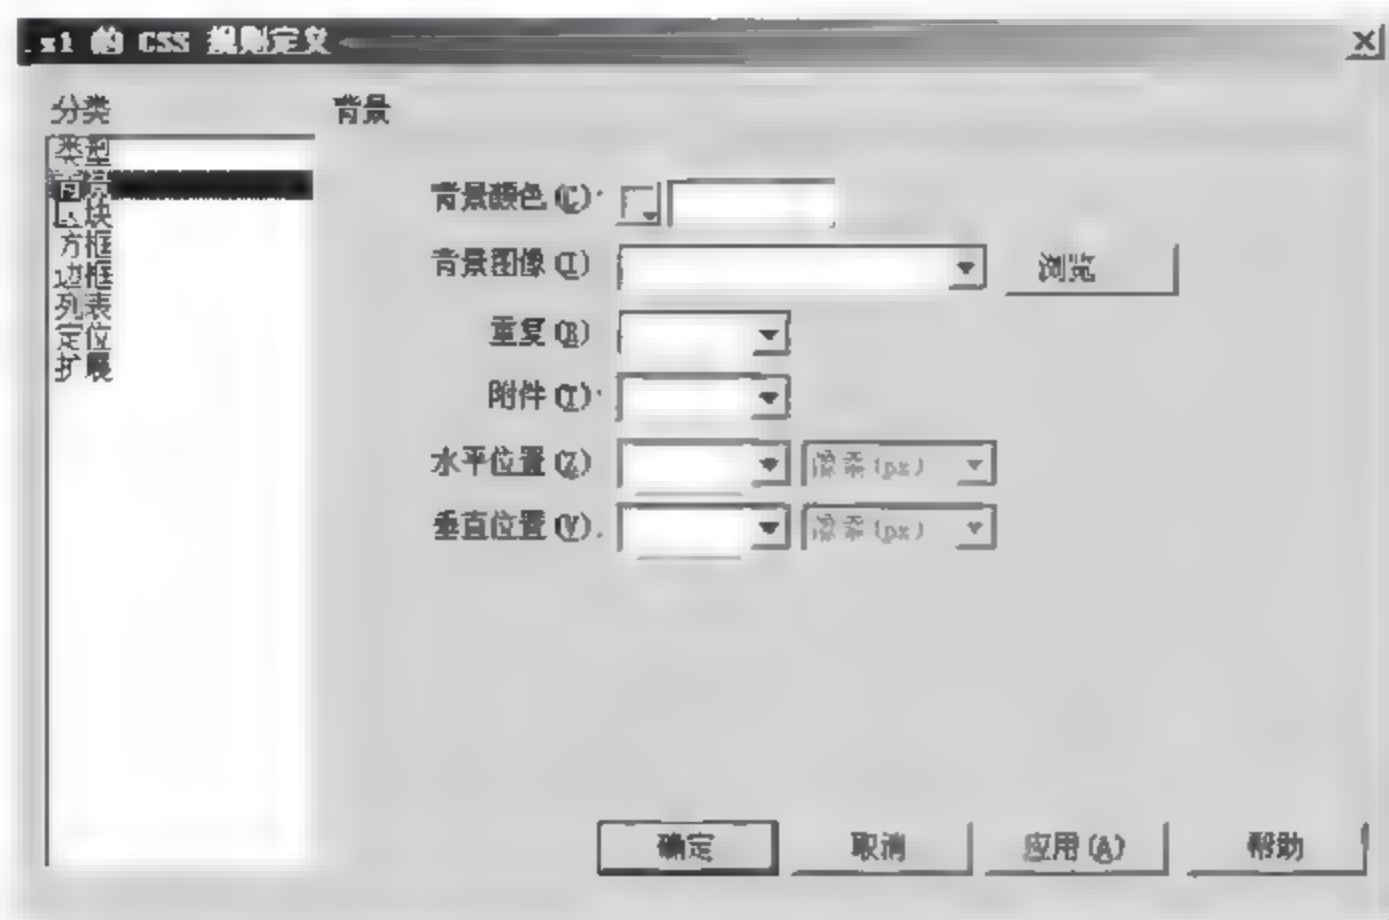 .x1 的 CSS 规则定义
分类
背景
类型
背景
区块
方框
边框
列表
定位
扩展
背景颜色(C):
背景图像(I)
重复(R)
附件(T):
水平位置(Z)
像素(px)
垂直位置(V).
像素(px)
确定
取消
应用(A)
帮助